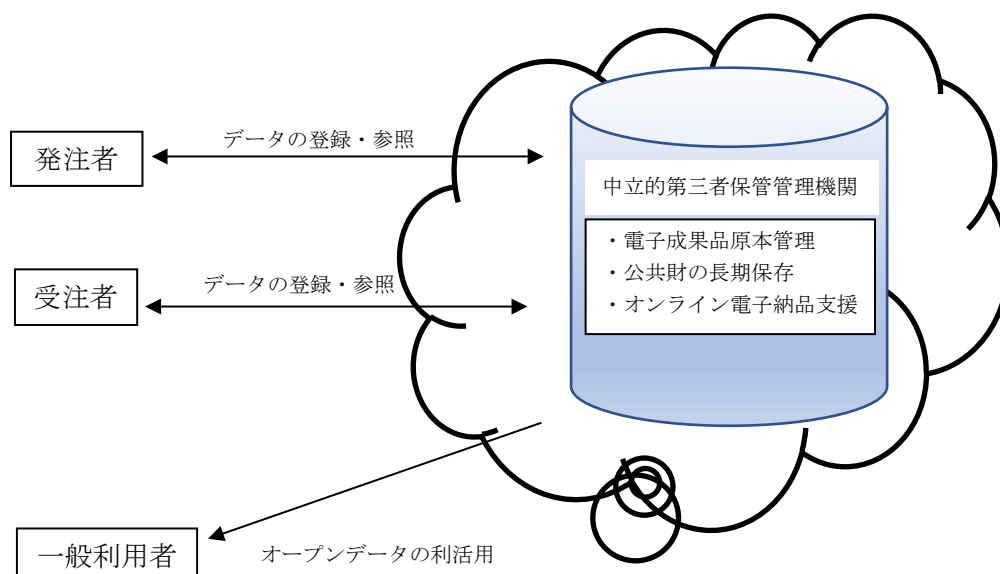 発注者
データの登録・参照
中立的第三者保管管理機関
・電子成果品原本管理
・公共財の長期保存
・オンライン電子納品支援
受注者
データの登録・参照
一般利用者
オープンデータの利活用